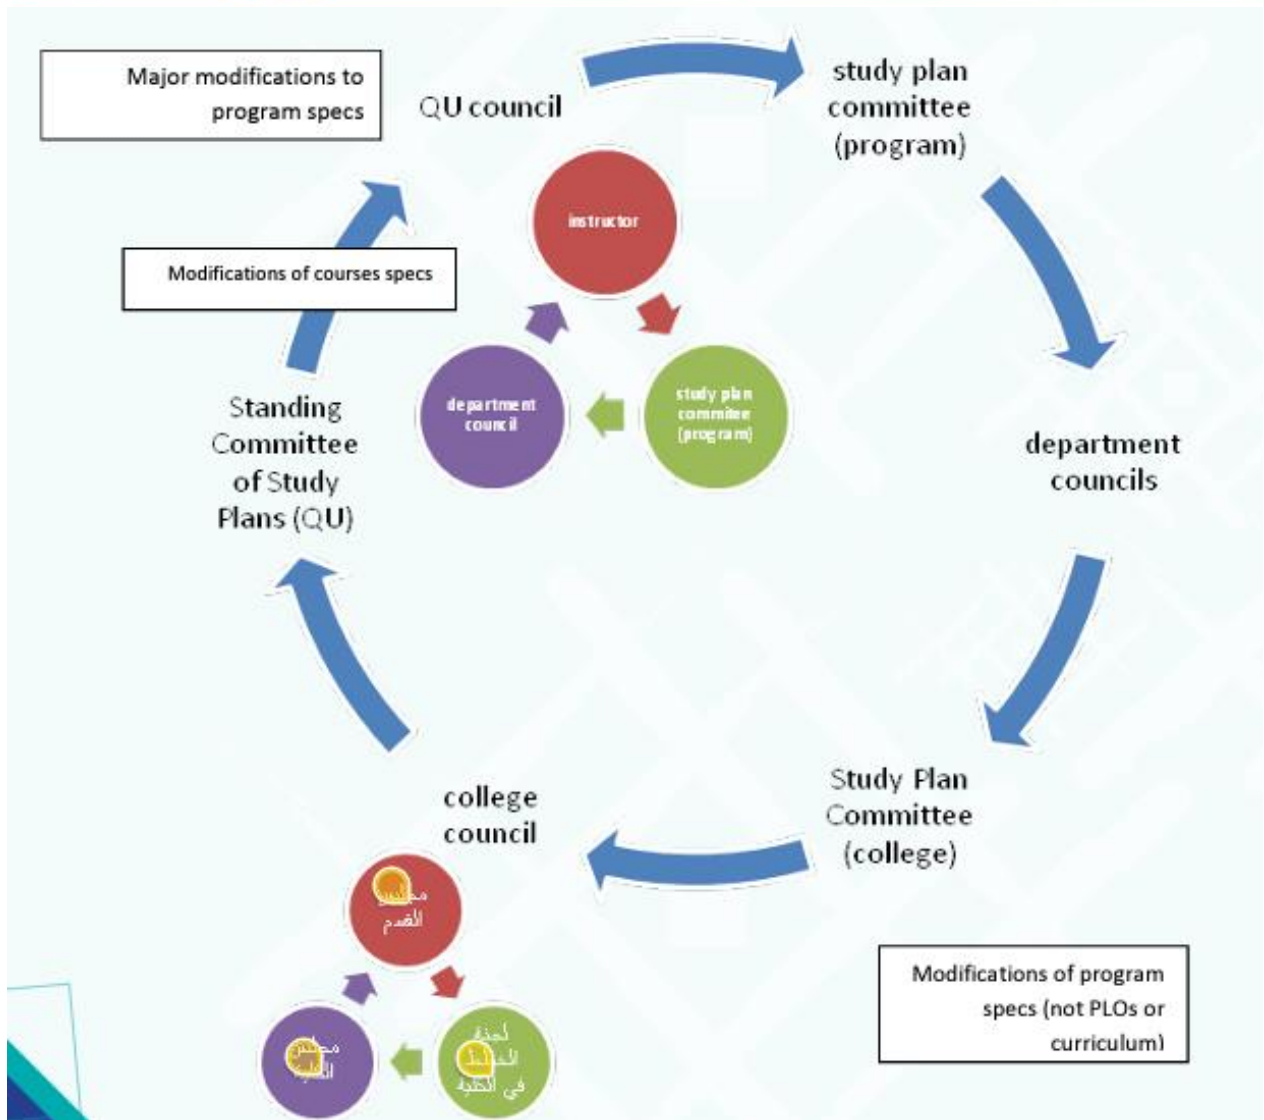 Major modifications to
program specs
QU council
study plan
committee
(program)
instructor
Modifications of courses specs
department
council
study plan
commitee
(program)
Standing
Committee
of Study
Plans (QU)
department
councils
college
council
Study Plan
Committee
(college)
القسم
لجنة
في الكلية
Modifications of program
specs (not PLOs or
curriculum)